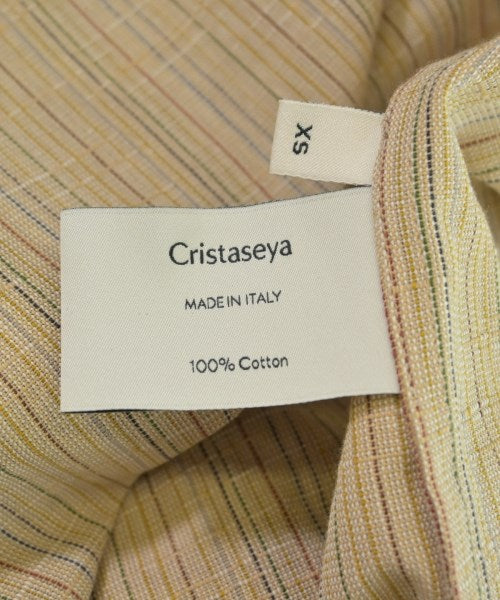 XS
Cristaseya
MADE IN ITALY
100% Cotton